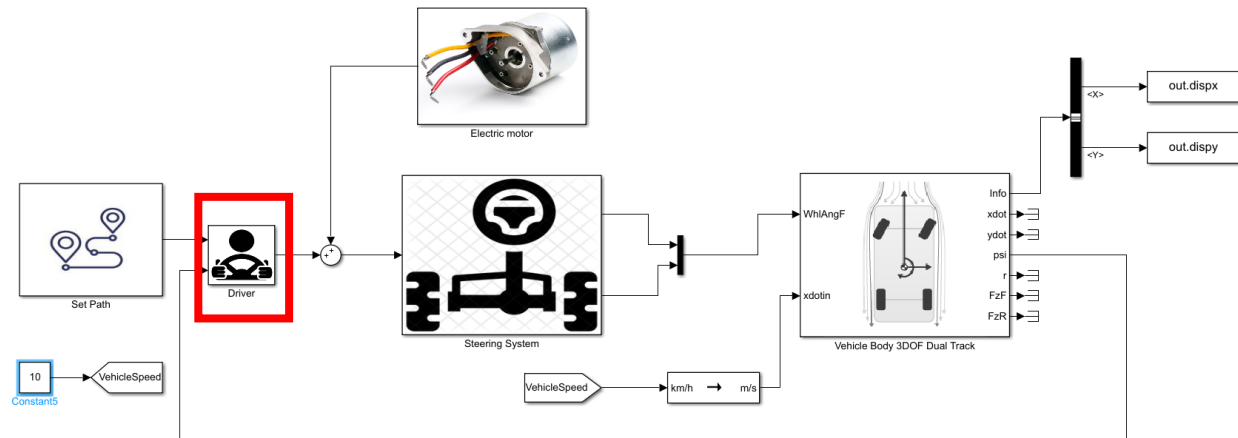 Electric motor
<X>
out.dispx
<Y>
out.dispy
Set Path
Driver
+
+
Steering System
WhlAngF
xdotin
Info
xdot
ydot
psi
r
FzF
FzR
Vehicle Body 3DOF Dual Track
10
Constant5
VehicleSpeed
VehicleSpeed
km/h
m/s